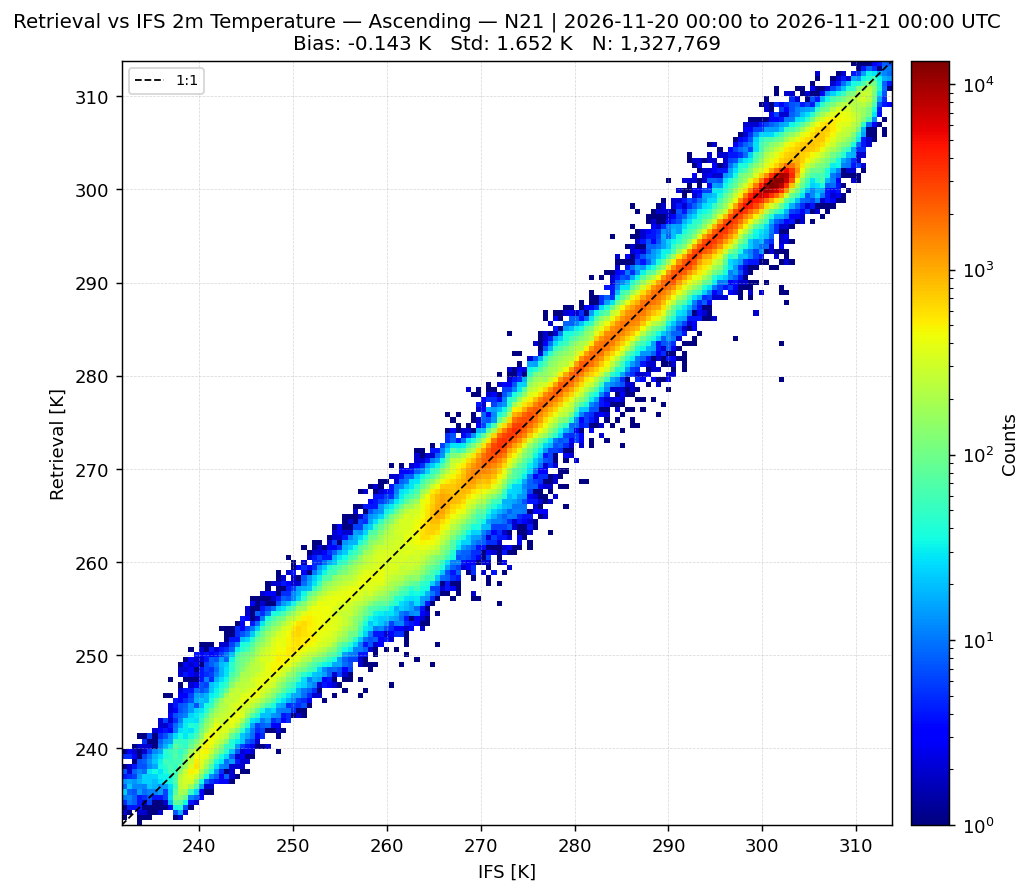 Retrieval vs IFS 2m Temperature — Ascending — N21 | 2026-11-20 00:00 to 2026-11-21 00:00 UTC
Bias: -0.143 K   Std: 1.652 K   N: 1,327,769
1:1
310
300
290
280
270
260
250
240
Retrieval [K]
240 250 260 270 280 290 300 310
IFS [K]
10⁴
10³
10²
10¹
10⁰
Counts